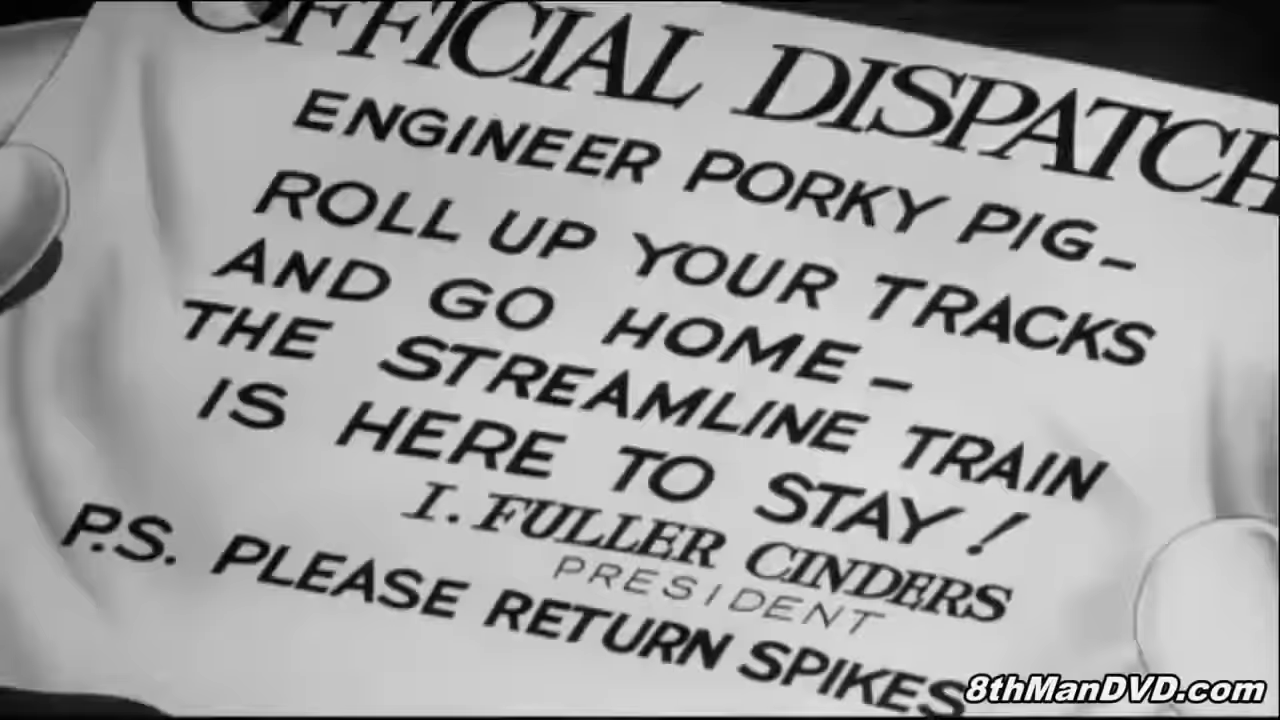 OFFICIAL DISPATCH
ENGINEER PORKY PIG–
ROLL UP YOUR TRACKS
AND GO HOME –
THE STREAMLINE TRAIN
IS HERE TO STAY!
I. FULLER CINDERS
PRESIDENT
P.S. PLEASE RETURN SPIKES
8thManDVD.com